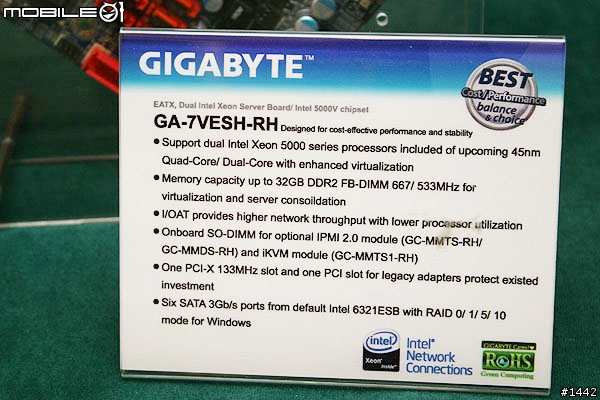 MOBILE01
GIGABYTE™
BEST
Cost/Performance
balance
& choice
EATX, Dual Intel Xeon Server Board/ Intel 5000V chipset
GA-7VESH-RH Designed for cost-effective performance and stability
• Support dual Intel Xeon 5000 series processors included of upcoming 45nm
Quad-Core/ Dual-Core with enhanced virtualization
• Memory capacity up to 32GB DDR2 FB-DIMM 667/ 533MHz for
virtualization and server consoildation
• I/OAT provides higher network throughput with lower processor utilization
• Onboard SO-DIMM for optional IPMI 2.0 module (GC-MMTS-RH/
GC-MMDS-RH) and iKVM module (GC-MMTS1-RH)
• One PCI-X 133MHz slot and one PCI slot for legacy adapters protect existed
investment
• Six SATA 3Gb/s ports from default Intel 6321ESB with RAID 0/ 1/ 5/ 10
mode for Windows
intel
Xeon
inside™
Intel®
Network
Connections
GIGABYTE Cares!
RoHS
Green Computing
#1442